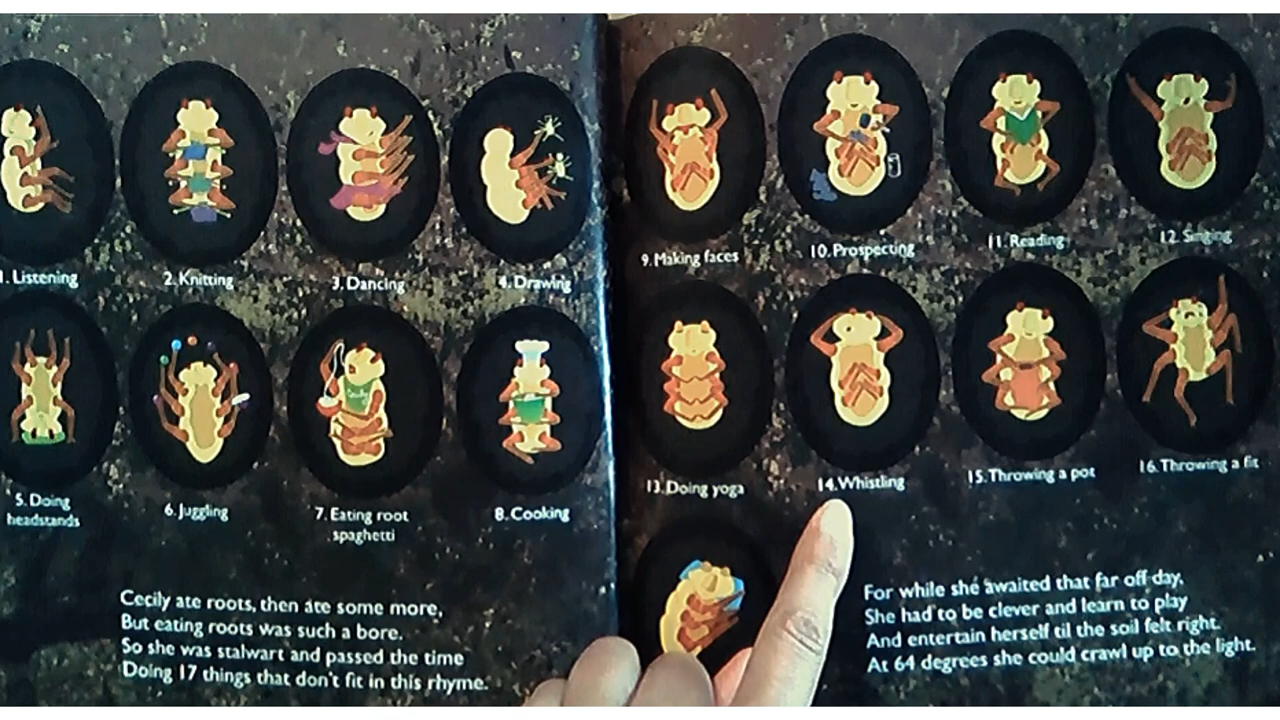 1. Listening
2. Knitting
3. Dancing
4. Drawing
5. Doing
headstands
6. Juggling
7. Eating root
spaghetti
8. Cooking
Cecily ate roots, then ate some more,
But eating roots was such a bore.
So she was stalwart and passed the time
Doing 17 things that don't fit in this rhyme.
9. Making faces
10. Prospecting
11. Reading
12. Singing
13. Doing yoga
14. Whistling
15. Throwing a pot
16. Throwing a fit
For while she awaited that far off day,
She had to be clever and learn to play
And entertain herself til the soil felt right.
At 64 degrees she could crawl up to the light.